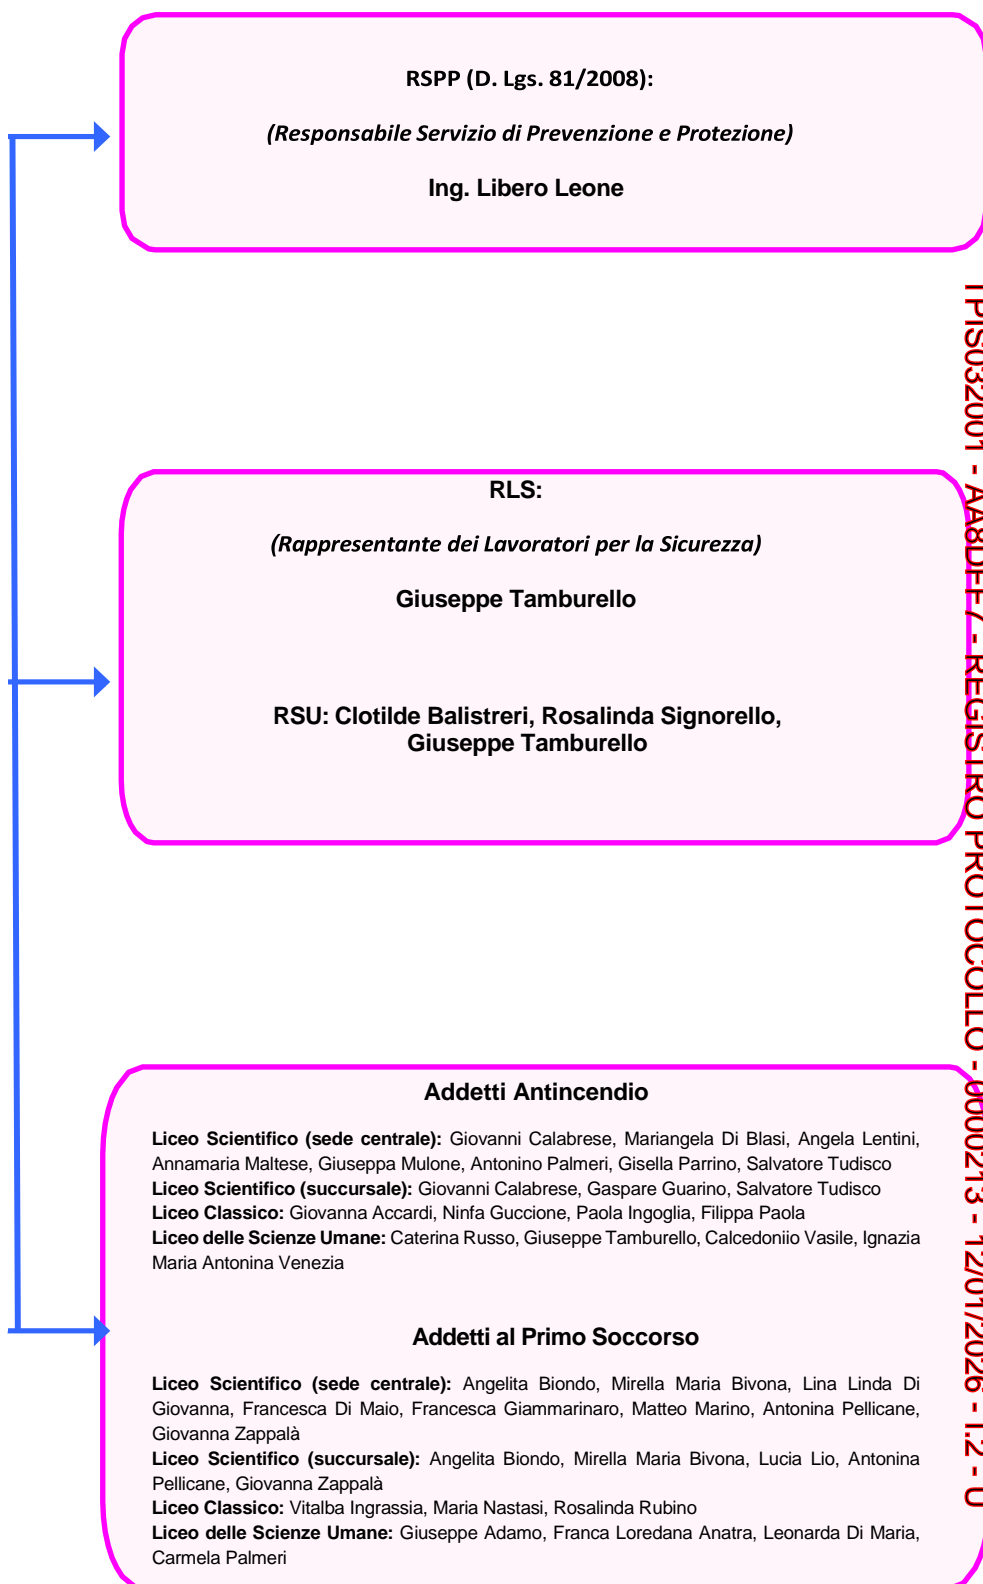 RSPP (D. Lgs. 81/2008):
(Responsabile Servizio di Prevenzione e Protezione)
Ing. Libero Leone
RLS:
(Rappresentante dei Lavoratori per la Sicurezza)
Giuseppe Tamburello
RSU: Clotilde Balistreri, Rosalinda Signorello,
Giuseppe Tamburello
Addetti Antincendio
Liceo Scientifico (sede centrale): Giovanni Calabrese, Mariangela Di Blasi, Angela Lentini,
Annamaria Maltese, Giuseppa Mulone, Antonino Palmeri, Gisella Parrino, Salvatore Tudisco
Liceo Scientifico (succursale): Giovanni Calabrese, Gaspare Guarino, Salvatore Tudisco
Liceo Classico: Giovanna Accardi, Ninfa Guccione, Paola Ingoglia, Filippa Paola
Liceo delle Scienze Umane: Caterina Russo, Giuseppe Tamburello, Calcedoniio Vasile, Ignazia
Maria Antonina Venezia
Addetti al Primo Soccorso
Liceo Scientifico (sede centrale): Angelita Biondo, Mirella Maria Bivona, Lina Linda Di
Giovanna, Francesca Di Maio, Francesca Giammarinaro, Matteo Marino, Antonina Pellicane,
Giovanna Zappalà
Liceo Scientifico (succursale): Angelita Biondo, Mirella Maria Bivona, Lucia Lio, Antonina
Pellicane, Giovanna Zappalà
Liceo Classico: Vitalba Ingrassia, Maria Nastasi, Rosalinda Rubino
Liceo delle Scienze Umane: Giuseppe Adamo, Franca Loredana Anatra, Leonarda Di Maria,
Carmela Palmeri
TPIS032001 - AA8DFF7 - REGISTRO PROTOCOLLO - 0000213 - 12/01/2026 - I.2 - U